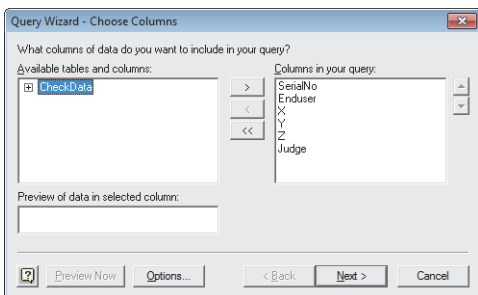 Query Wizard - Choose Columns
What columns of data do you want to include in your query?
Available tables and columns:
Columns in your query:
CheckData
>
<
<<
SerialNo
Enduser
X
Y
Z
Judge
Preview of data in selected column:
Preview Now
Options...
< Back
Next >
Cancel